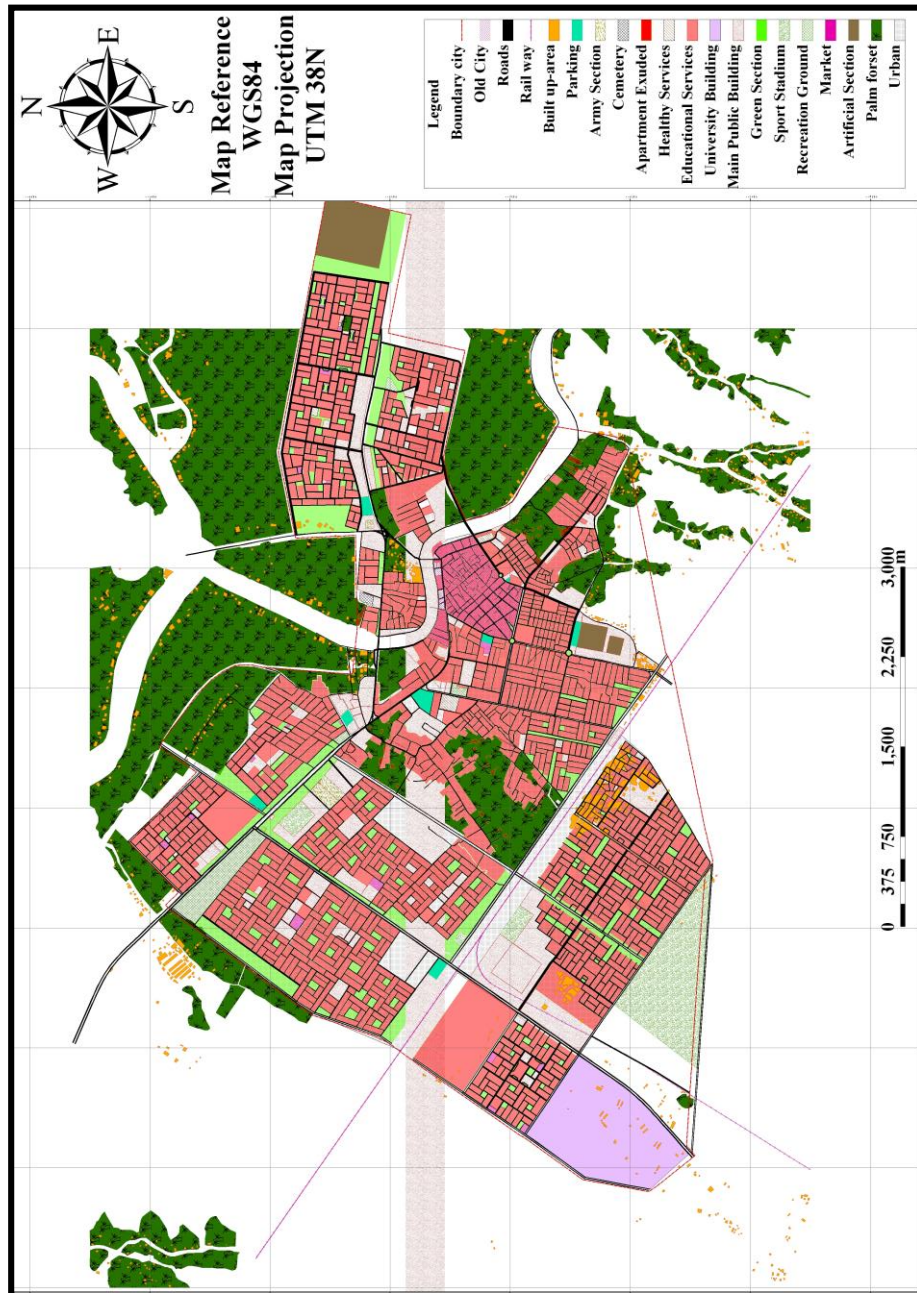 N
E
W
S
Map Reference
WGS84
Map Projection
UTM 38N
Legend
Boundary city
Old City
Roads
Rail way
Built up-area
Parking
Army Section
Cemetery
Apartment Exuded
Healthy Services
Educational Services
University Building
Main Public Building
Green Section
Sport Stadium
Recreation Ground
Market
Artificial Section
Palm forset
Urban
0 375 750 1,500 2,250 3,000
m